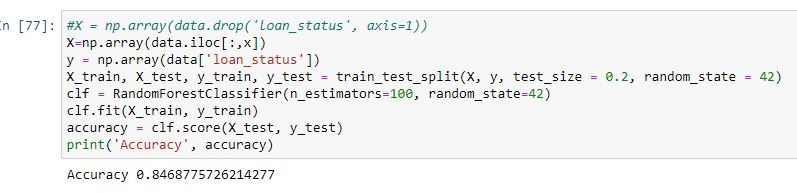 In [77]: #X = np.array(data.drop('loan_status', axis=1))
X=np.array(data.iloc[:,x])
y = np.array(data['loan_status'])
X_train, X_test, y_train, y_test = train_test_split(X, y, test_size = 0.2, random_state = 42)
clf = RandomForestClassifier(n_estimators=100, random_state=42)
clf.fit(X_train, y_train)
accuracy = clf.score(X_test, y_test)
print('Accuracy', accuracy)
Accuracy 0.8468775726214277